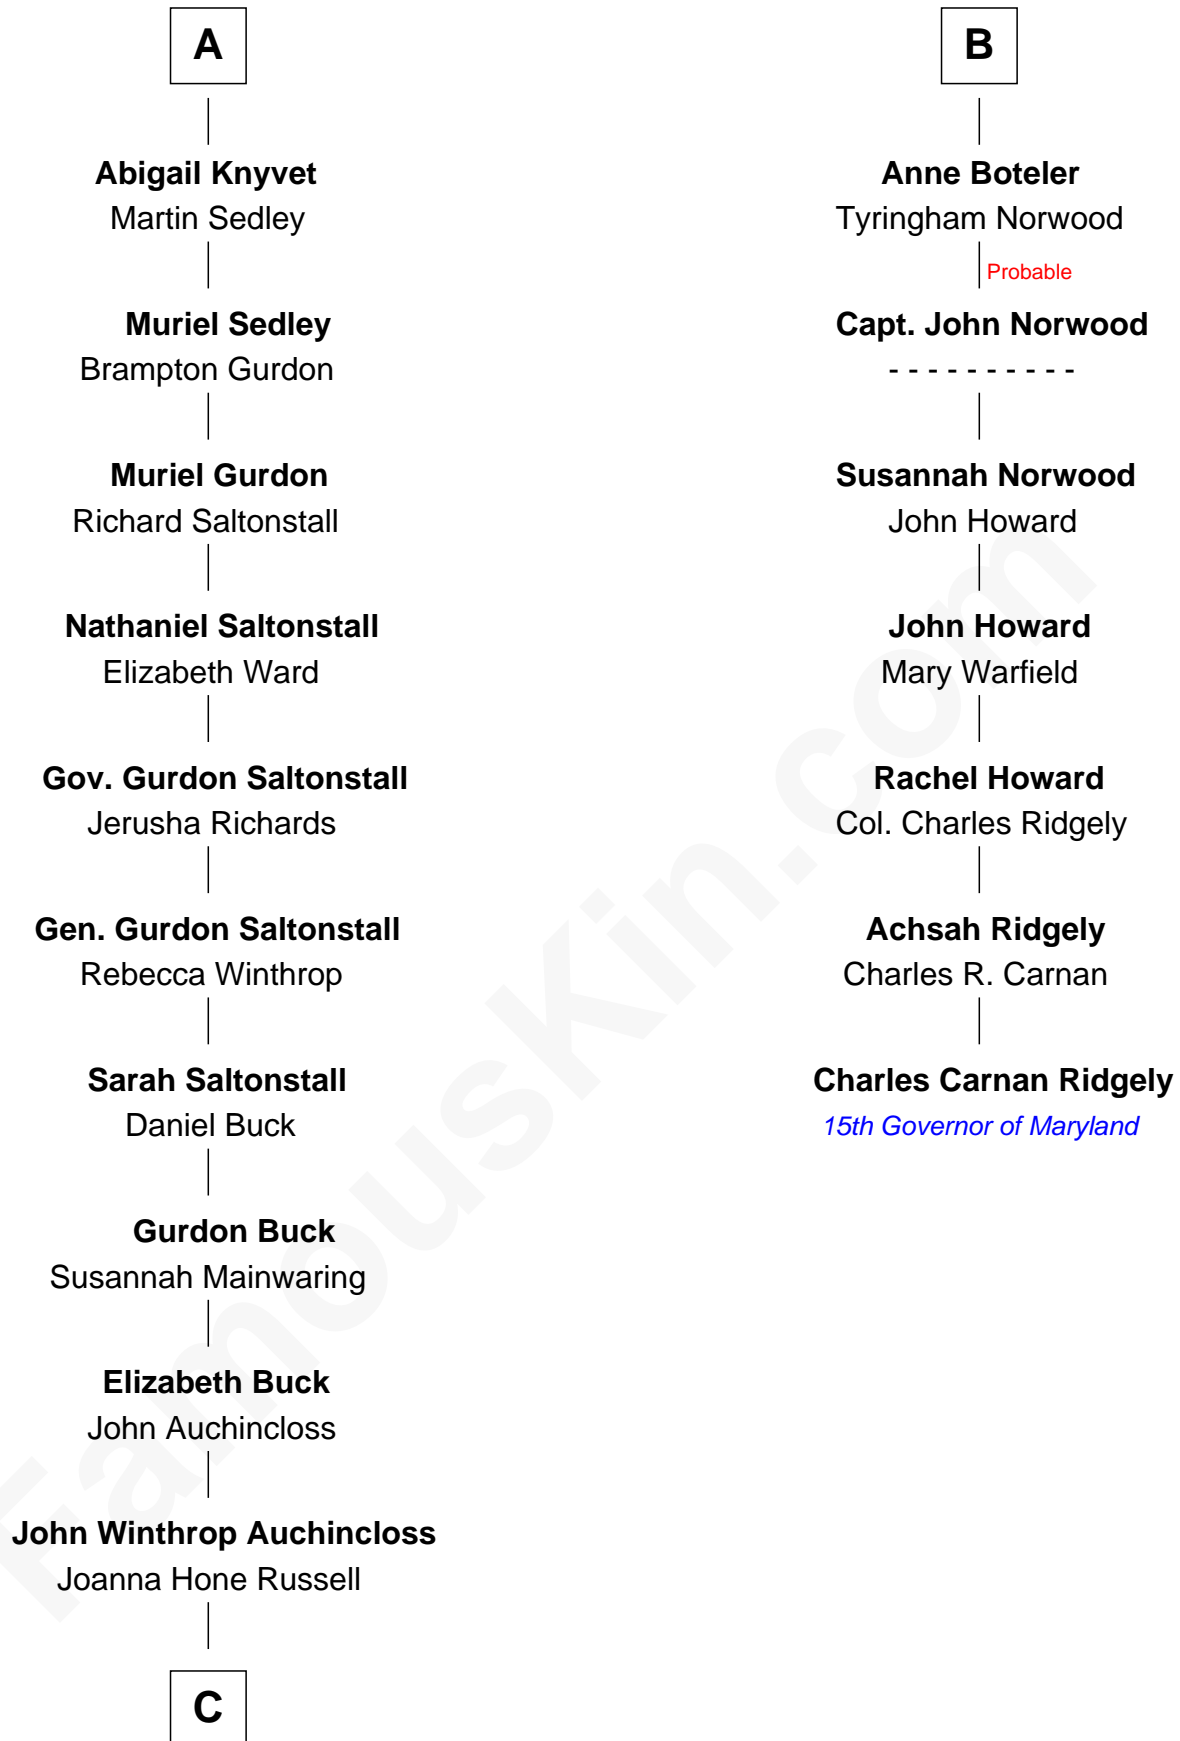 A
Abigail Knyvet
Martin Sedley
Muriel Sedley
Brampton Gurdon
Muriel Gurdon
Richard Saltonstall
Nathaniel Saltonstall
Elizabeth Ward
Gov. Gurdon Saltonstall
Jerusha Richards
Gen. Gurdon Saltonstall
Rebecca Winthrop
Sarah Saltonstall
Daniel Buck
Gurdon Buck
Susannah Mainwaring
Elizabeth Buck
John Auchincloss
John Winthrop Auchincloss
Joanna Hone Russell
C
B
Anne Boteler
Tyringham Norwood
Probable
Capt. John Norwood
- - - - - - - - - -
Susannah Norwood
John Howard
John Howard
Mary Warfield
Rachel Howard
Col. Charles Ridgely
Achsah Ridgely
Charles R. Carnan
Charles Carnan Ridgely
15th Governor of Maryland
FamousKin.com